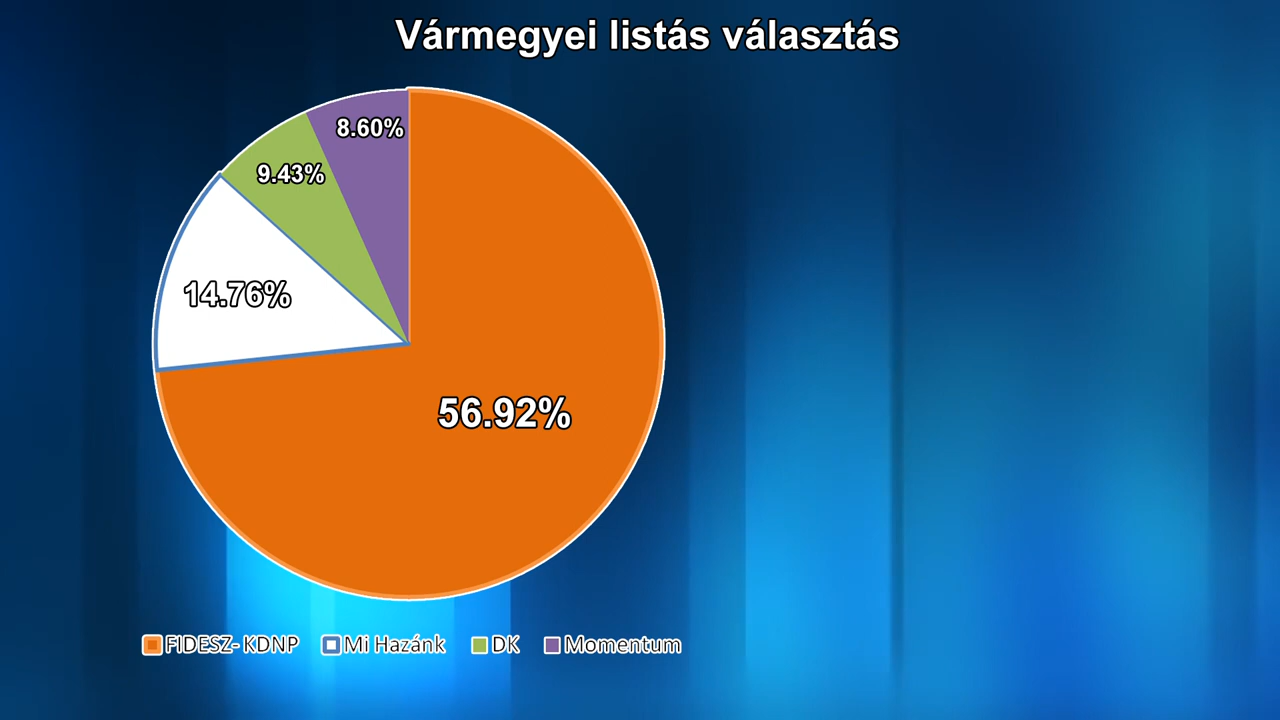 Vármegyei listás választás
8.60%
9.43%
14.76%
56.92%
FIDESZ- KDNP Mi Hazánk DK Momentum